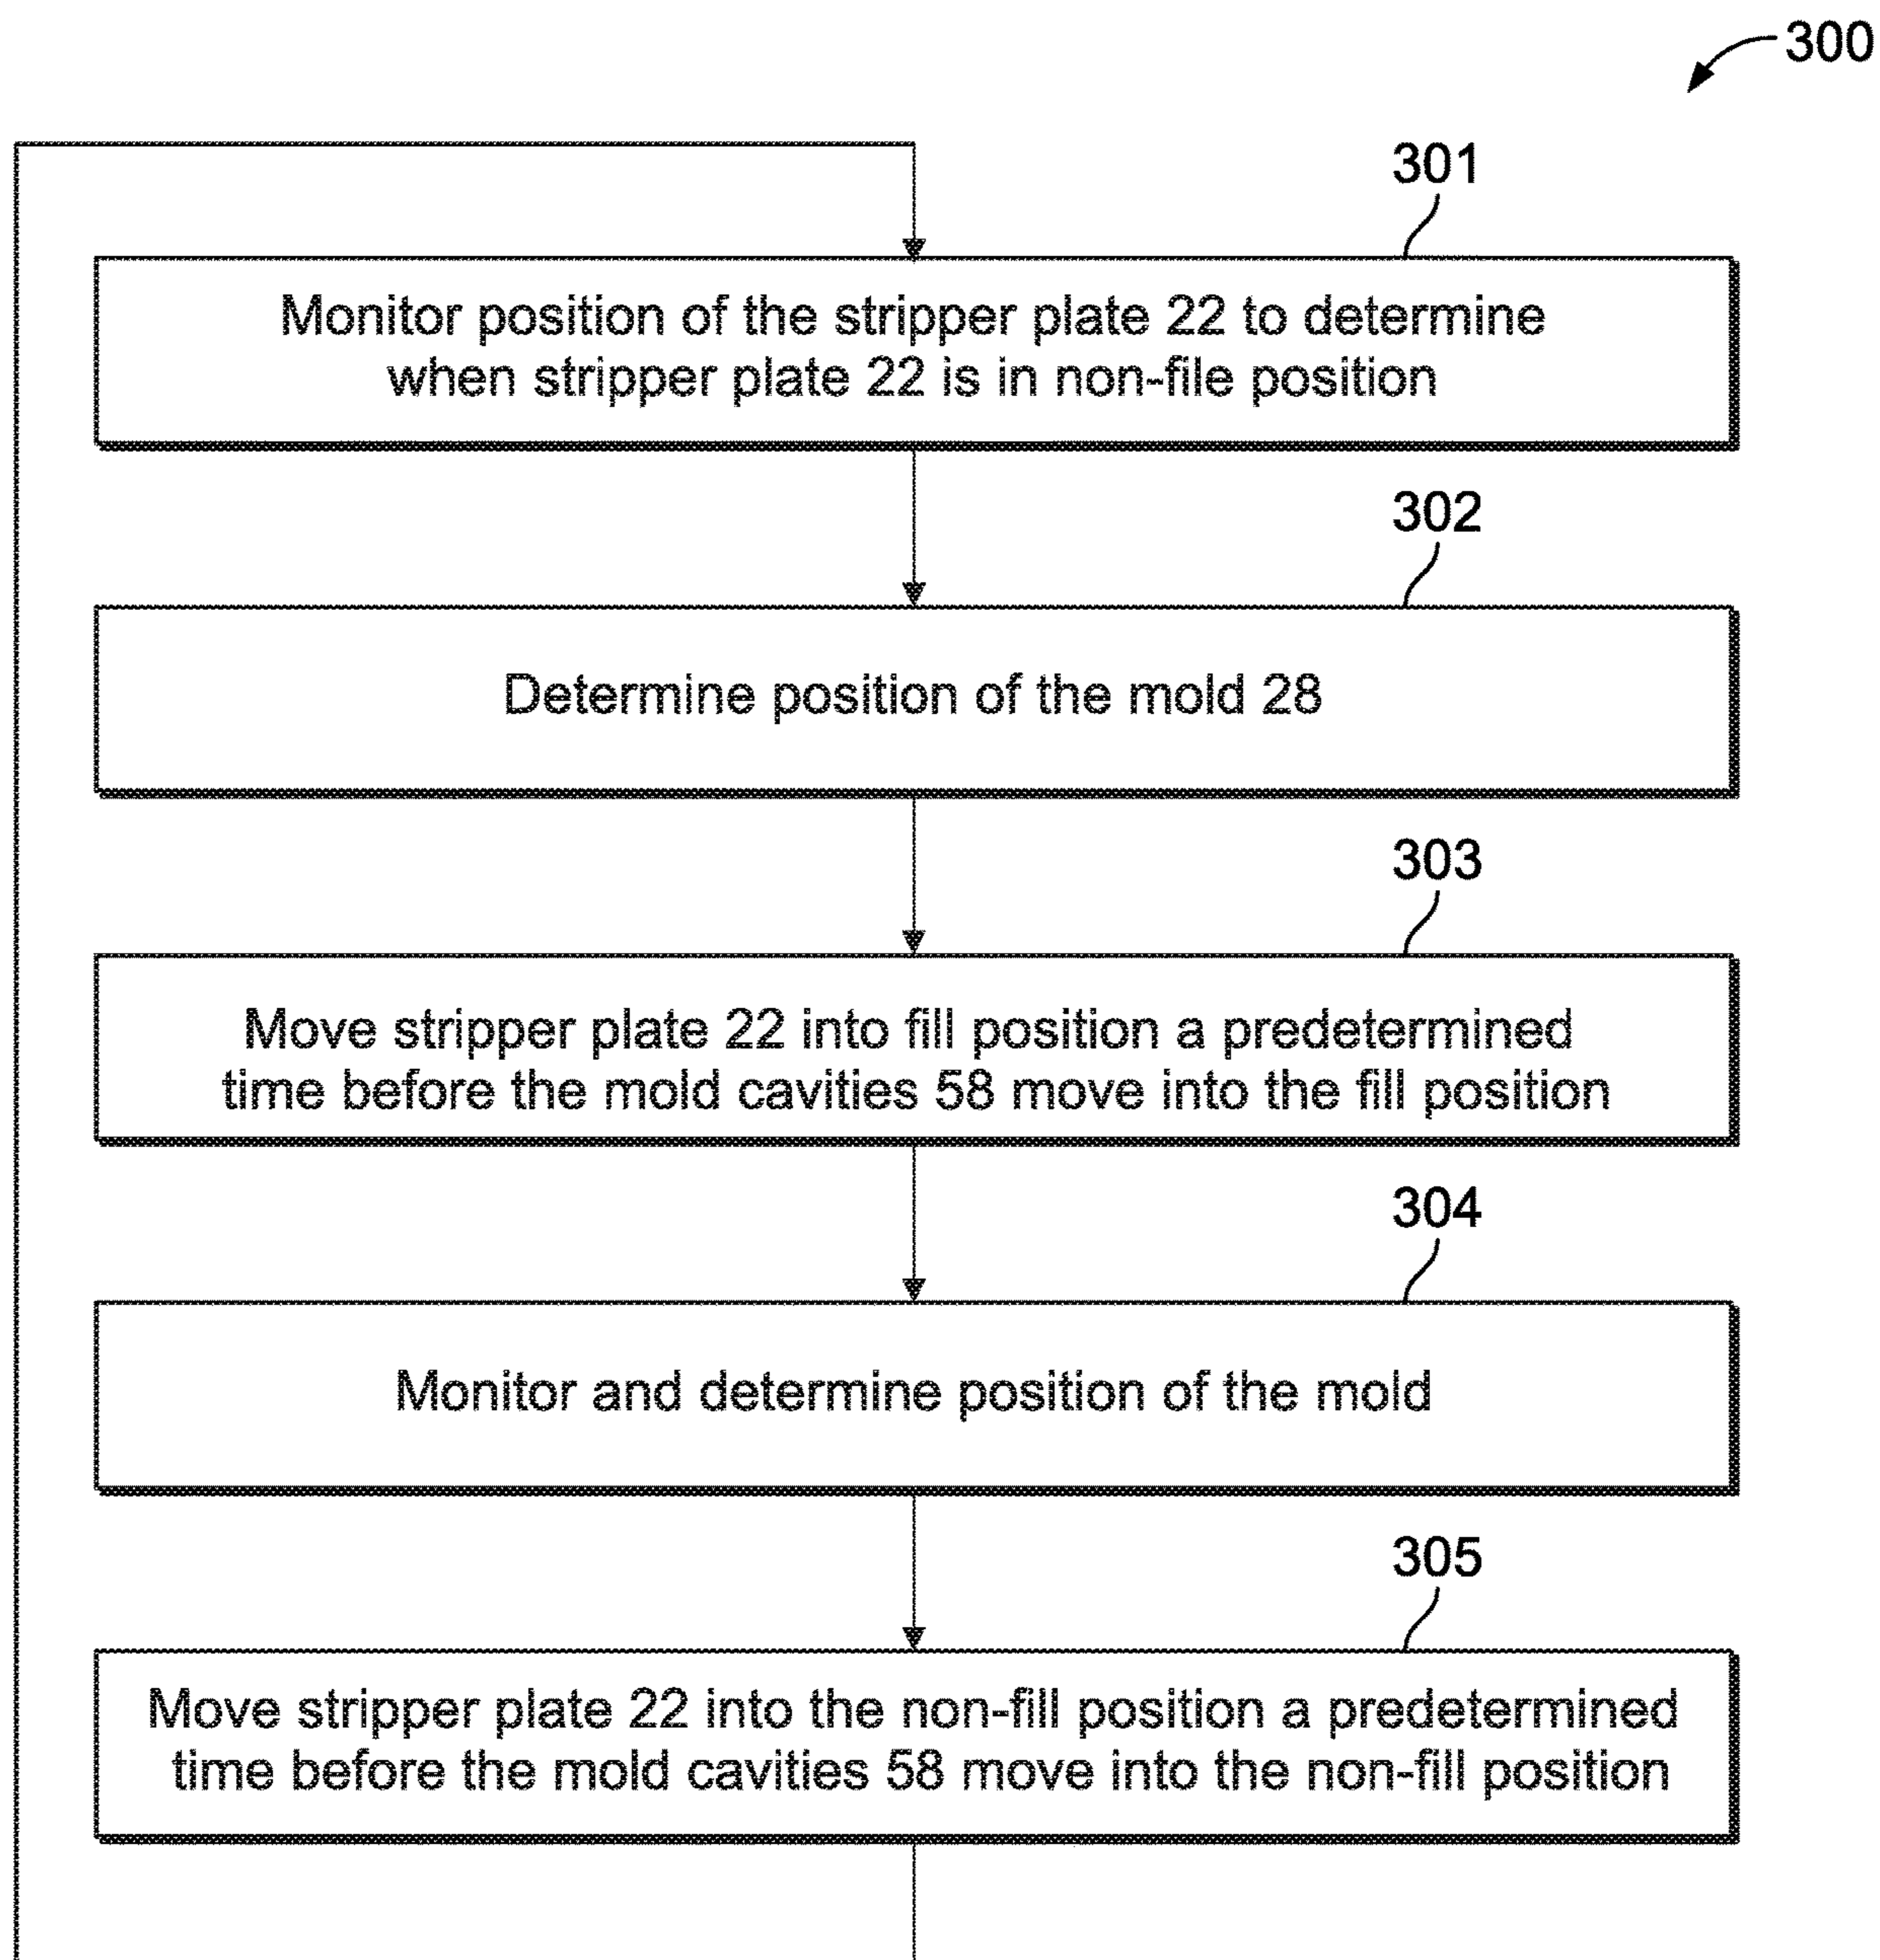 300
301
Monitor position of the stripper plate 22 to determine
when stripper plate 22 is in non-file position
302
Determine position of the mold 28
303
Move stripper plate 22 into fill position a predetermined
time before the mold cavities 58 move into the fill position
304
Monitor and determine position of the mold
305
Move stripper plate 22 into the non-fill position a predetermined
time before the mold cavities 58 move into the non-fill position